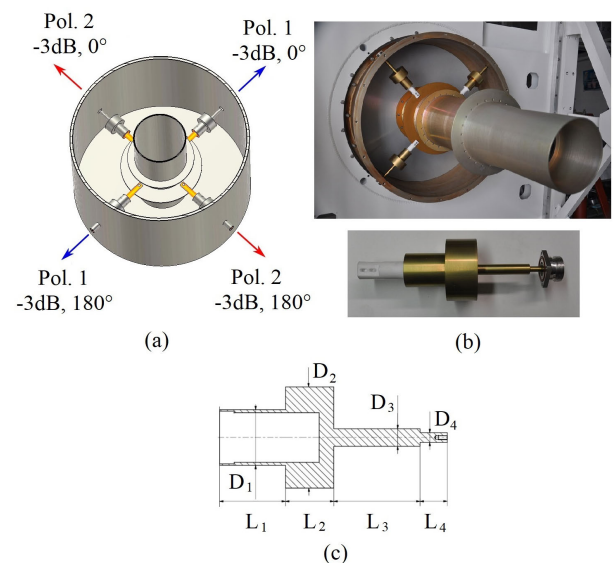 Pol. 2
-3dB, 0°
Pol. 1
-3dB, 0°
Pol. 1
-3dB, 180°
Pol. 2
-3dB, 180°
(a)
(b)
D2
D3
D4
D1
L1
L2
L3
L4
(c)